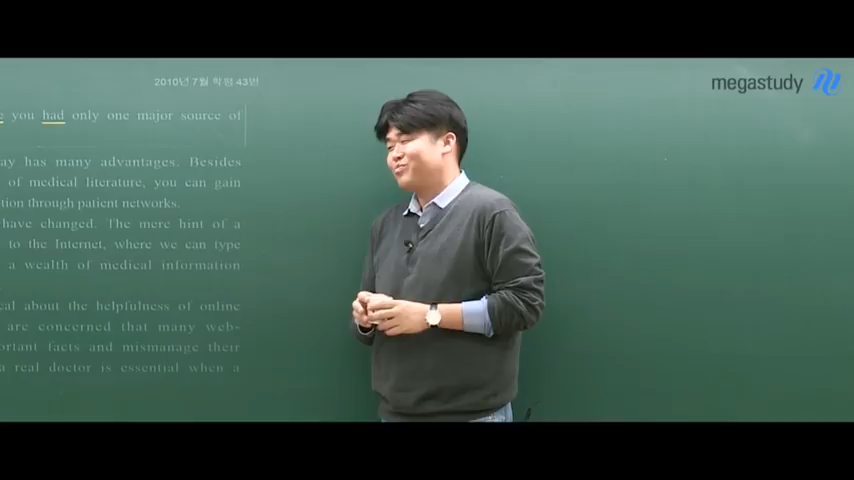 2010년 7월 학평 43번
megastudy
you had only one major source of
has many advantages. Besides
of medical literature, you can gain
through patient networks.
have changed. The mere hint of a
to the Internet, where we can type
a wealth of medical information
about the helpfulness of online
are concerned that many web-
facts and mismanage their
a real doctor is essential when a